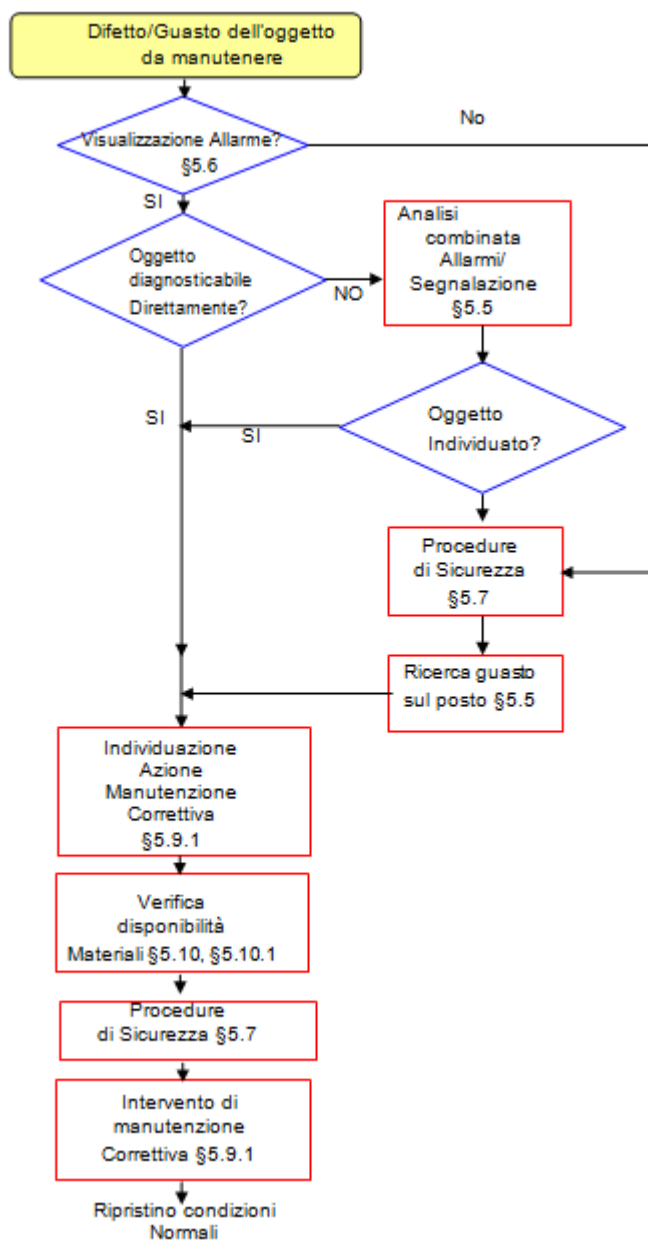 Difetto/Guasto dell'oggetto
da manutenere
No
Visualizzazione Allarme?
§5.6
SI
Analisi
combinata
Allarmi/
Segnalazione
§5.5
Oggetto
diagnosticabile
Direttamente?
NO
SI
SI
Oggetto
Individuato?
Procedure
di Sicurezza
§5.7
Ricerca guasto
sul posto §5.5
Individuazione
Azione
Manutenzione
Correttiva
§5.9.1
Verifica
disponibilità
Materiali §5.10, §5.10.1
Procedure
di Sicurezza §5.7
Intervento di
manutenzione
Correttiva §5.9.1
Ripristino condizioni
Normali